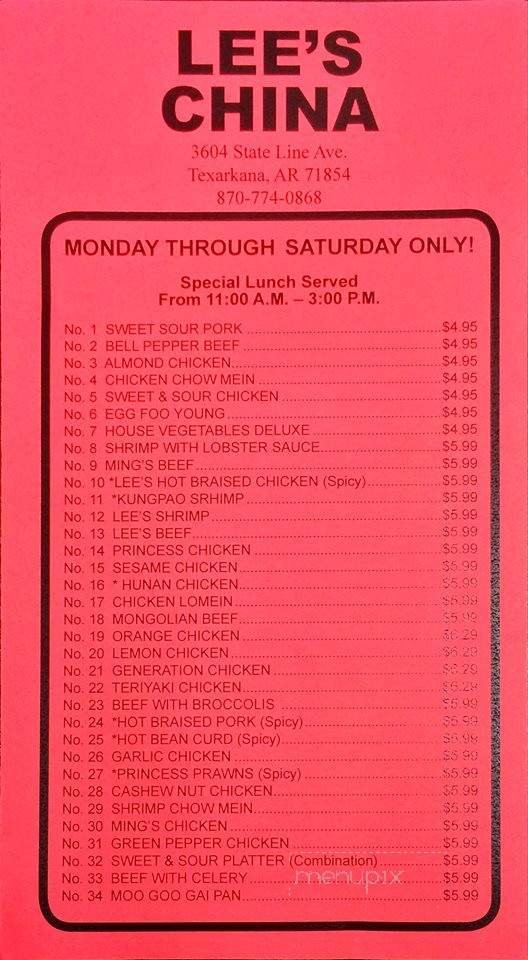 LEE'S
CHINA
3604 State Line Ave.
Texarkana, AR 71854
870-774-0868
MONDAY THROUGH SATURDAY ONLY!
Special Lunch Served
From 11:00 A.M. – 3:00 P.M.
No. 1 SWEET SOUR PORK $4.95
No. 2 BELL PEPPER BEEF $4.95
No. 3 ALMOND CHICKEN $4.95
No. 4 CHICKEN CHOW MEIN $4.95
No. 5 SWEET & SOUR CHICKEN $4.95
No. 6 EGG FOO YOUNG $4.95
No. 7 HOUSE VEGETABLES DELUXE $4.95
No. 8 SHRIMP WITH LOBSTER SAUCE $5.99
No. 9 MING'S BEEF $5.99
No. 10 *LEE'S HOT BRAISED CHICKEN (Spicy) $5.99
No. 11 *KUNGPAO SRHIMP $5.99
No. 12 LEE'S SHRIMP $5.99
No. 13 LEE'S BEEF $5.99
No. 14 PRINCESS CHICKEN $5.99
No. 15 SESAME CHICKEN $5.99
No. 16 * HUNAN CHICKEN $5.99
No. 17 CHICKEN LOMEIN $5.99
No. 18 MONGOLIAN BEEF $5.99
No. 19 ORANGE CHICKEN $6.29
No. 20 LEMON CHICKEN $6.29
No. 21 GENERATION CHICKEN $6.29
No. 22 TERIYAKI CHICKEN $6.29
No. 23 BEEF WITH BROCCOLIS $5.99
No. 24 *HOT BRAISED PORK (Spicy) $5.99
No. 25 *HOT BEAN CURD (Spicy)
No. 26 GARLIC CHICKEN $5.99
No. 27 *PRINCESS PRAWNS (Spicy) $5.99
No. 28 CASHEW NUT CHICKEN $5.99
No. 29 SHRIMP CHOW MEIN $5.99
No. 30 MING'S CHICKEN $5.99
No. 31 GREEN PEPPER CHICKEN $5.99
No. 32 SWEET & SOUR PLATTER (Combination) $5.99
No. 33 BEEF WITH CELERY $5.99
No. 34 MOO GOO GAI PAN $5.99
menupix